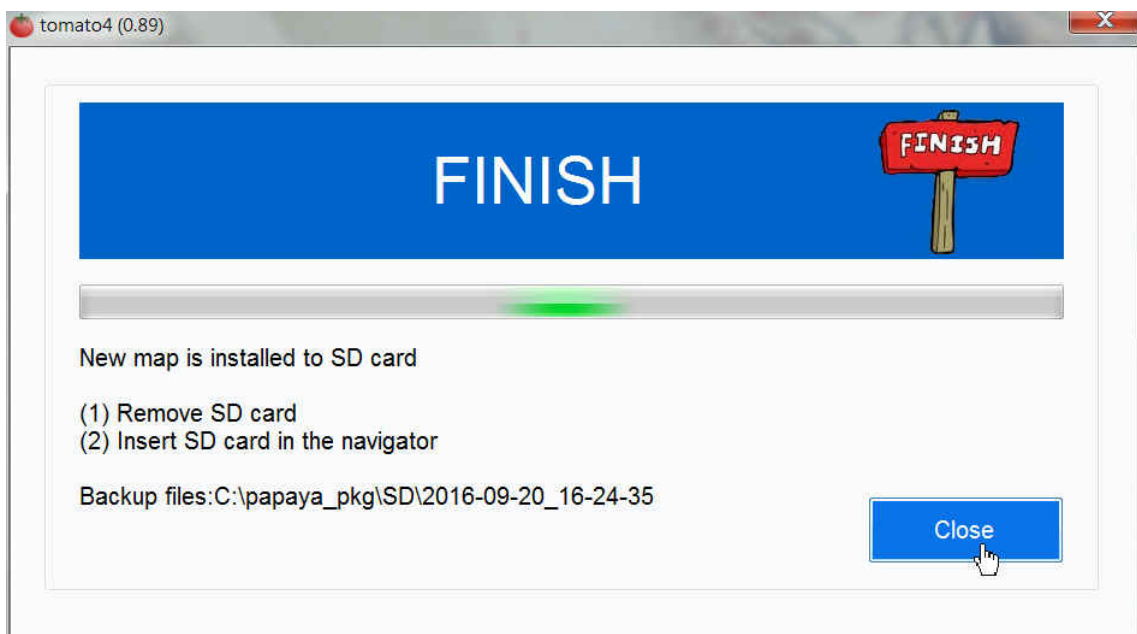 tomato4 (0.89)
X
FINISH
FINISH
New map is installed to SD card
(1) Remove SD card
(2) Insert SD card in the navigator
Backup files:C:\papaya_pkg\SD\2016-09-20_16-24-35
Close